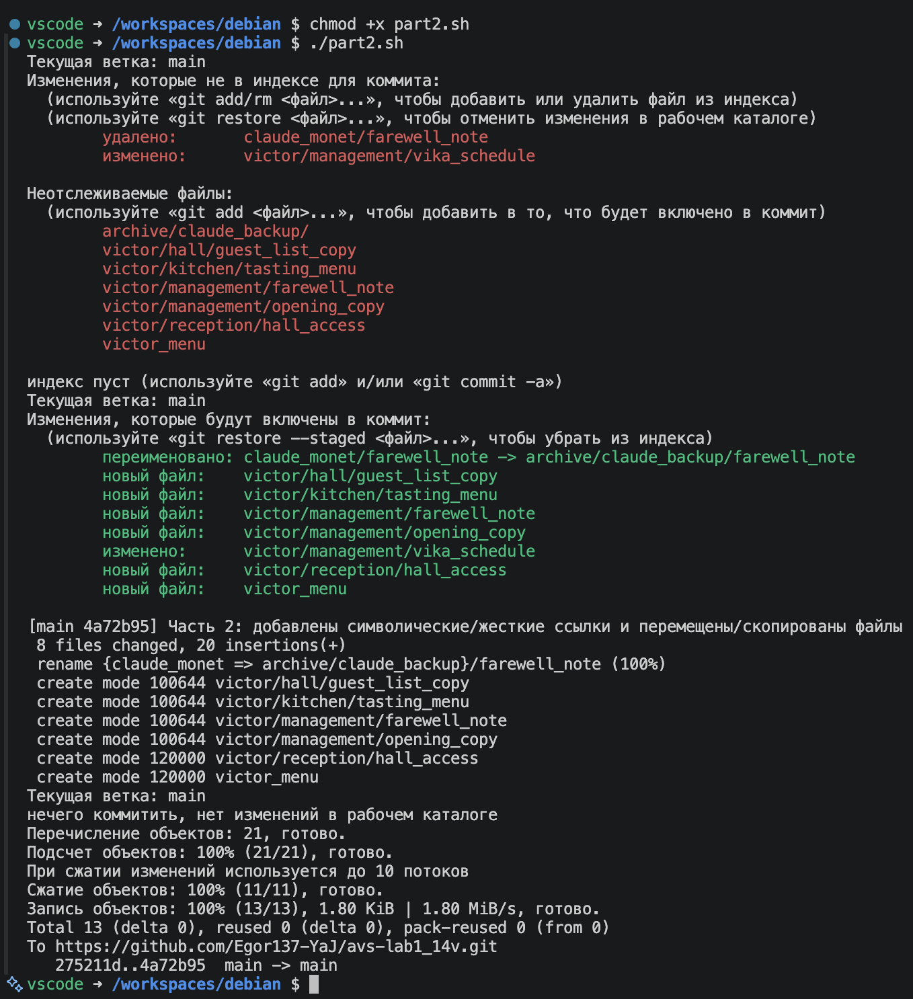 vscode → /workspaces/debian $ chmod +x part2.sh
vscode → /workspaces/debian $ ./part2.sh
Текущая ветка: main
Изменения, которые не в индексе для коммита:
  (используйте «git add/rm <файл>...», чтобы добавить или удалить файл из индекса)
  (используйте «git restore <файл>...», чтобы отменить изменения в рабочем каталоге)
        удалено:       claude_monet/farewell_note
        изменено:      victor/management/vika_schedule

Неотслеживаемые файлы:
  (используйте «git add <файл>...», чтобы добавить в то, что будет включено в коммит)
        archive/claude_backup/
        victor/hall/guest_list_copy
        victor/kitchen/tasting_menu
        victor/management/farewell_note
        victor/management/opening_copy
        victor/reception/hall_access
        victor_menu

индекс пуст (используйте «git add» и/или «git commit -a»)
Текущая ветка: main
Изменения, которые будут включены в коммит:
  (используйте «git restore --staged <файл>...», чтобы убрать из индекса)
        переименовано: claude_monet/farewell_note -> archive/claude_backup/farewell_note
        новый файл:    victor/hall/guest_list_copy
        новый файл:    victor/kitchen/tasting_menu
        новый файл:    victor/management/farewell_note
        новый файл:    victor/management/opening_copy
        изменено:      victor/management/vika_schedule
        новый файл:    victor/reception/hall_access
        новый файл:    victor_menu

[main 4a72b95] Часть 2: добавлены символические/жесткие ссылки и перемещены/скопированы файлы
 8 files changed, 20 insertions(+)
 rename {claude_monet => archive/claude_backup}/farewell_note (100%)
 create mode 100644 victor/hall/guest_list_copy
 create mode 100644 victor/kitchen/tasting_menu
 create mode 100644 victor/management/farewell_note
 create mode 100644 victor/management/opening_copy
 create mode 120000 victor/reception/hall_access
 create mode 120000 victor_menu
Текущая ветка: main
нечего коммитить, нет изменений в рабочем каталоге
Перечисление объектов: 21, готово.
Подсчет объектов: 100% (21/21), готово.
При сжатии изменений используется до 10 потоков
Сжатие объектов: 100% (11/11), готово.
Запись объектов: 100% (13/13), 1.80 KiB | 1.80 MiB/s, готово.
Total 13 (delta 0), reused 0 (delta 0), pack-reused 0 (from 0)
To https://github.com/Egor137-YaJ/avs-lab1_14v.git
   275211d..4a72b95  main -> main
vscode → /workspaces/debian $